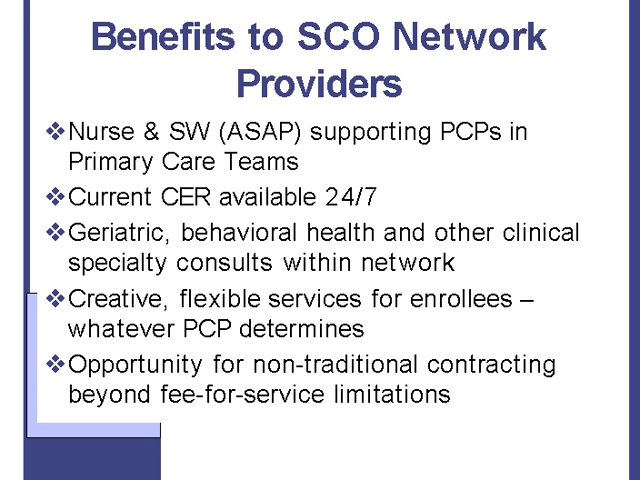 Benefits to SCO Network
Providers
❖Nurse & SW (ASAP) supporting PCPs in
Primary Care Teams
❖Current CER available 24/7
❖Geriatric, behavioral health and other clinical
specialty consults within network
❖Creative, flexible services for enrollees –
whatever PCP determines
❖Opportunity for non-traditional contracting
beyond fee-for-service limitations